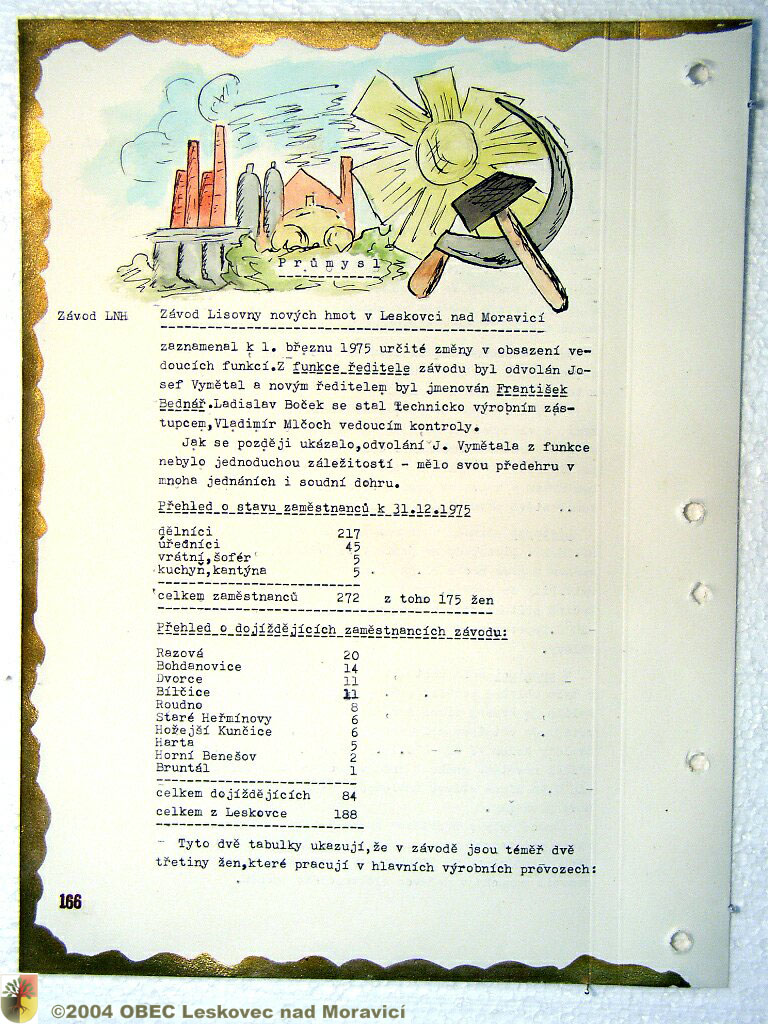 Průmysl
Závod LNH
Závod Lisovny nových hmot v Leskovci nad Moravicí
zaznamenal k 1. březnu 1975 určité změny v obsazení ve-
doucích funkcí.Z funkce ředitele závodu byl odvolán Jo-
sef Vymětal a novým ředitelem byl jmenován František
Bednář.Ladislav Boček se stal technicko výrobním zás-
tupcem,Vladimír Mlčoch vedoucím kontroly.
Jak se později ukázalo,odvolání J. Vymětala z funkce
nebylo jednoduchou záležitostí - mělo svou předehru v
mnoha jednáních i soudní dohru.
Přehled o stavu zaměstnanců k 31.12.1975
dělníci 217
úředníci 45
vrátní,šofér 5
kuchyň,kantýna 5
celkem zaměstnanců 272 z toho 175 žen
Přehled o dojíždějících zaměstnancích závodu:
Razová 20
Bohdanovice 14
Dvorce 11
Bílčice 11
Roudno 8
Staré Heřmínovy 6
Hořejší Kunčice 6
Harta 5
Horní Benešov 2
Bruntál 1
celkem dojíždějících 84
celkem z Leskovce 188
- Tyto dvě tabulky ukazují,že v závodě jsou téměř dvě
třetiny žen,které pracují v hlavních výrobních provozech:
166
©2004 OBEC Leskovec nad Moravicí